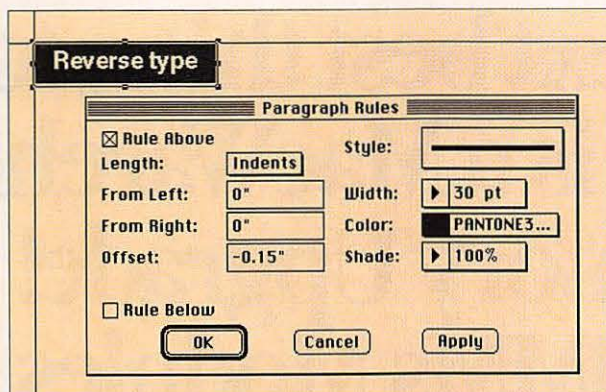 Reverse type
Paragraph Rules
Rule Above
Length: Indents
From Left: 0"
From Right: 0"
Offset: -0.15"
Rule Below
Style:
Width: 30 pt
Color: PANTONE3...
Shade: 100%
OK Cancel Apply